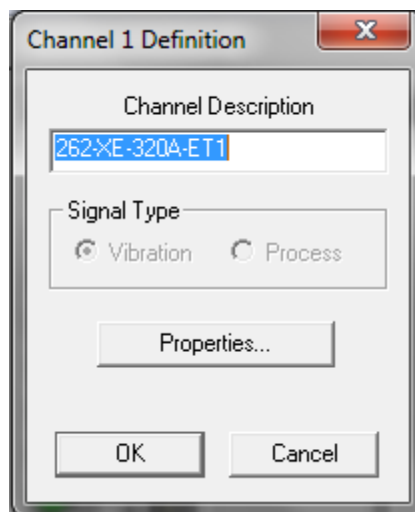 Channel 1 Definition
Channel Description
262-XE-320A-ET1
Signal Type
Vibration Process
Properties...
OK Cancel